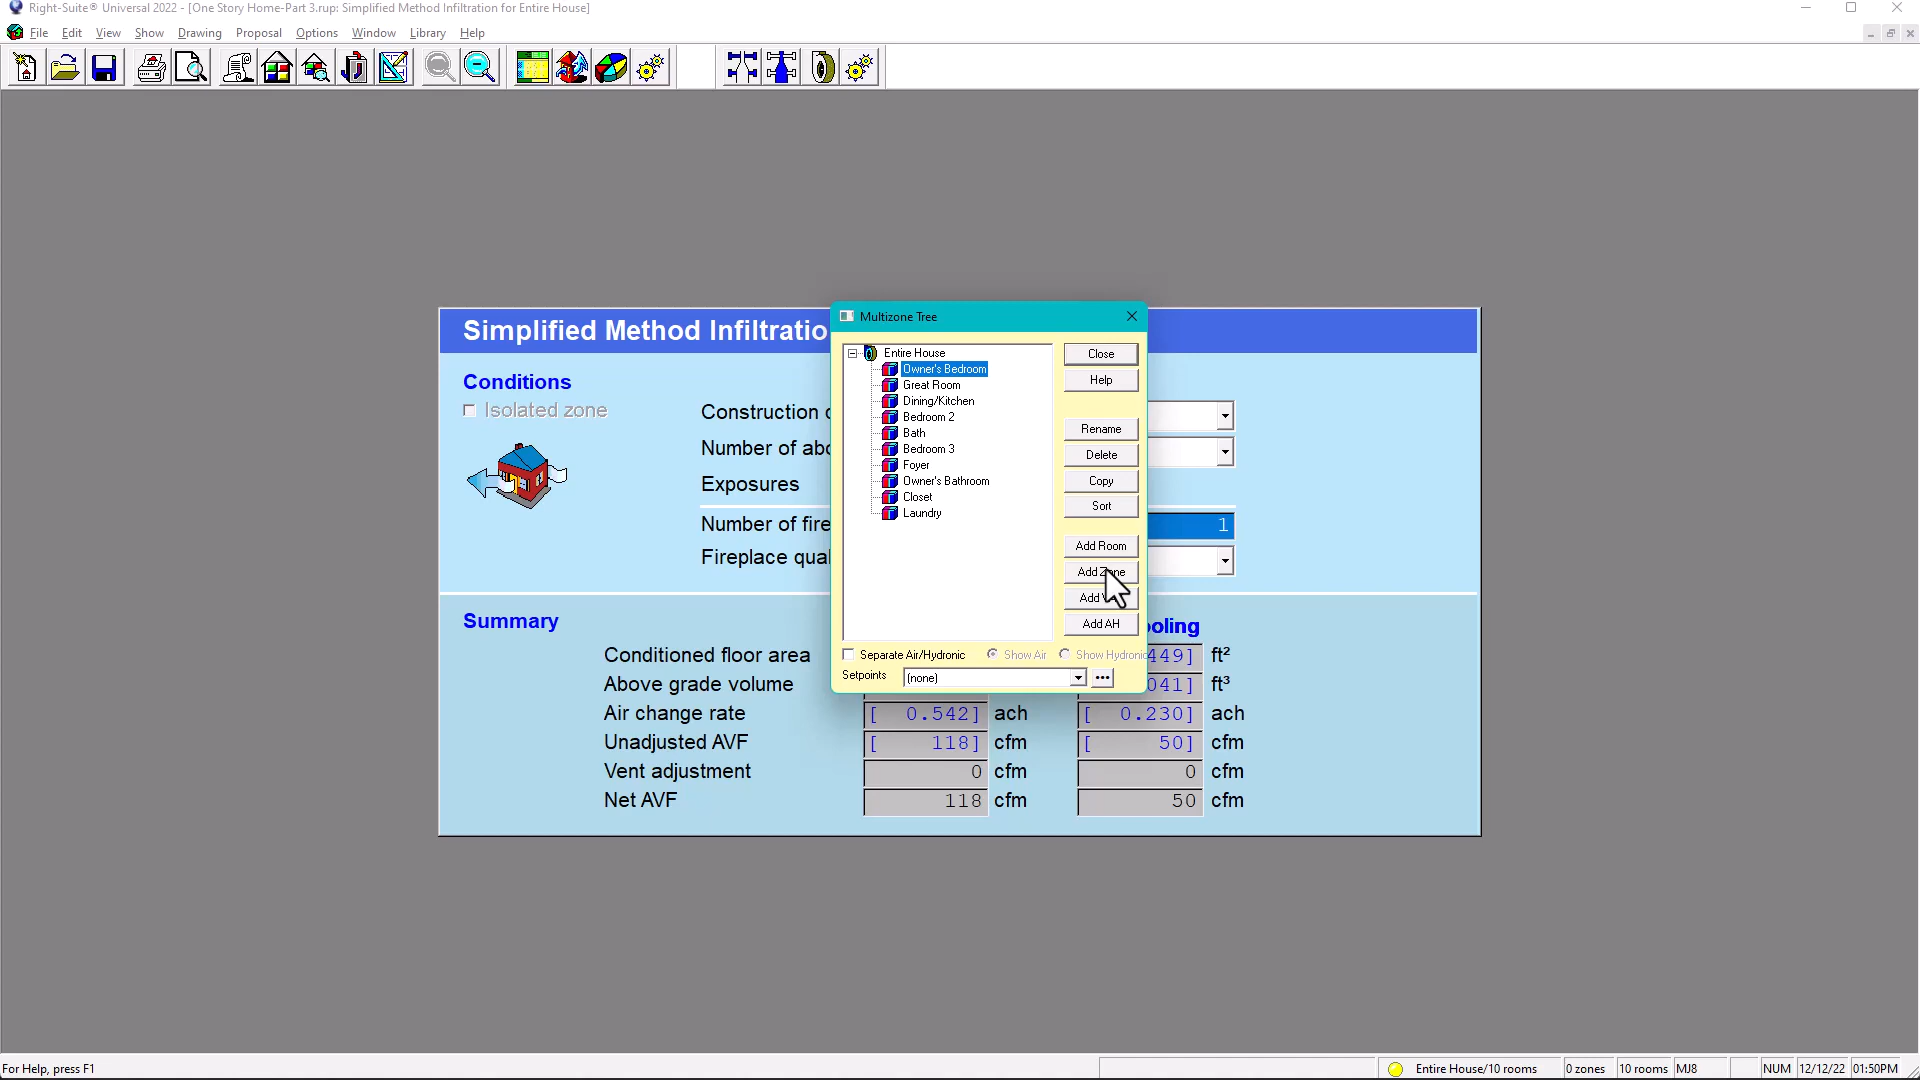 Right-Suite® Universal 2022 - [One Story Home-Part 3.rup: Simplified Method Infiltration for Entire House]
File Edit View Show Drawing Proposal Options Window Library Help
Simplified Method Infiltratio
Conditions
Isolated zone
Construction
Number of
Exposures
Number of
Fireplace
1
Multizone Tree
Entire House
Owner's Bedroom
Great Room
Dining/Kitchen
Bedroom 2
Bath
Bedroom 3
Foyer
Owner's Bathroom
Closet
Laundry
Close
Help
Rename
Delete
Copy
Sort
Add Room
Add
Add
Add AH
Separate Air/Hydronic Show Air Show Hydronic
Setpoints (none)
Summary
ooling
Conditioned floor area 449] ft²
Above grade volume 041] ft³
Air change rate [ 0.542] ach [ 0.230] ach
Unadjusted AVF [ 118] cfm [ 50] cfm
Vent adjustment 0 cfm 0 cfm
Net AVF 118 cfm 50 cfm
For Help, press F1 Entire House/10 rooms 0 zones 10 rooms MJ8 NUM 12/12/22 01:50PM